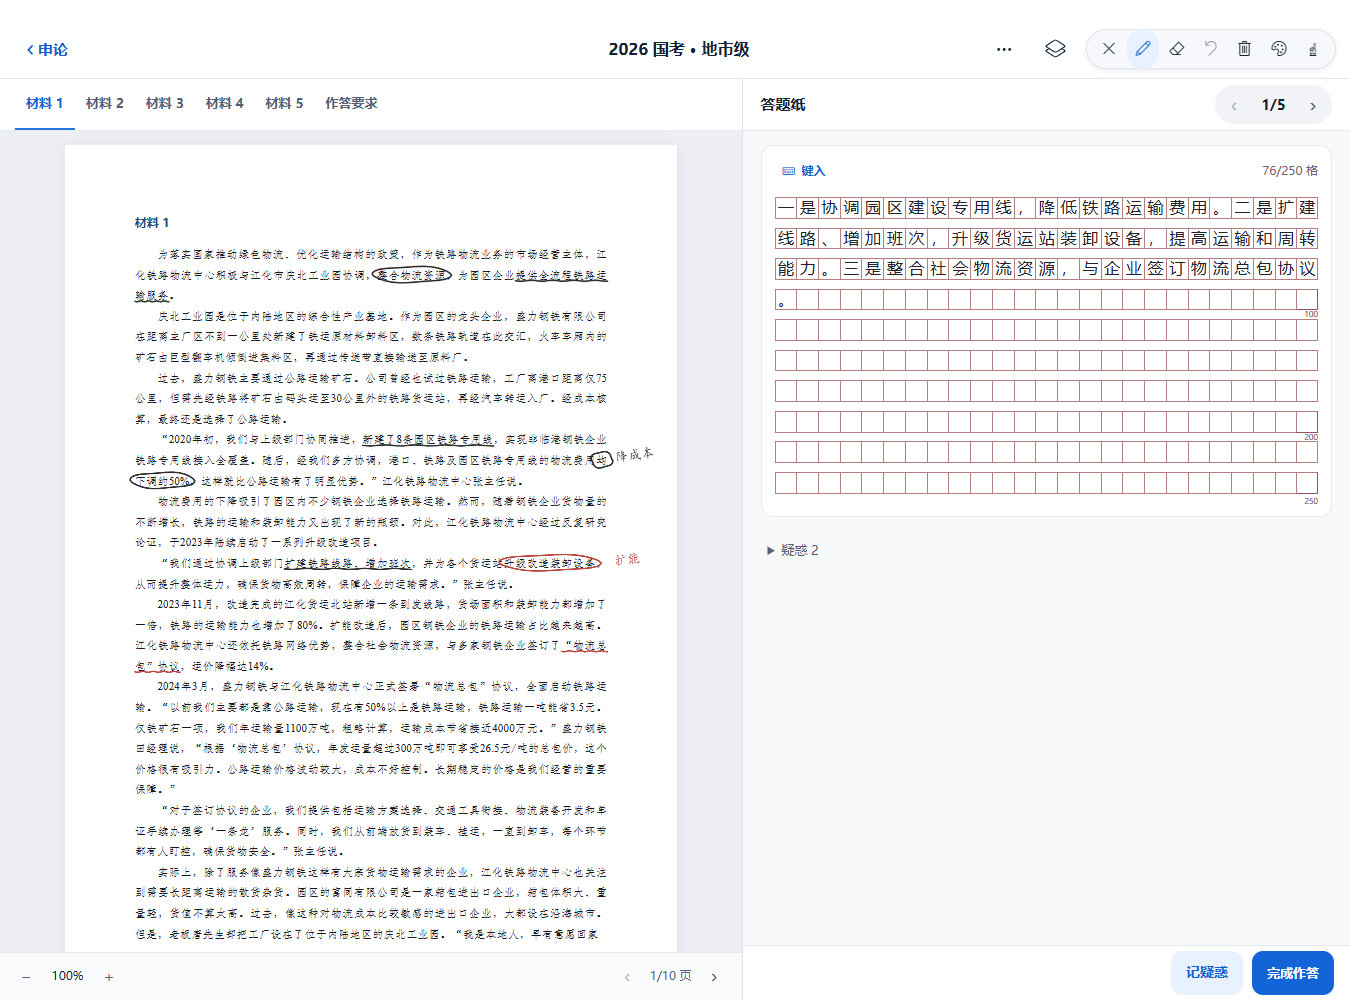 申论
2026 国考 • 地市级
材料 1
材料 2
材料 3
材料 4
材料 5
作答要求
答题纸
1/5
材料 1
为落实国家推动绿色物流、优化运输结构的政策，作为铁路物流业务的市场经营主体，江
化铁路物流中心积极与江化市庆北工业园协调，整合物流资源，为园区企业提供全流程铁路运
输服务。
庆北工业园是位于内陆地区的综合性产业基地。作为园区的龙头企业，盛力钢铁有限公司
在距离主厂区不到一公里处新建了铁运原材料卸料区，数条铁路轨道在此交汇，火车车厢内的
矿石由巨型翻车机倾倒进集料区，再通过传送带直接输送至原料厂。
过去，盛力钢铁主要通过公路运输矿石。公司曾经也试过铁路运输，工厂离港口距离仅75
公里，但需先经铁路将矿石由码头运至30公里外的铁路货运站，再经汽车转运入厂。经成本核
算，最终还是选择了公路运输。
“2020年初，我们与上级部门协同推进，新建了8条园区铁路专用线，实现非临港钢铁企业
铁路专用线接入全覆盖。随后，经我们多方协调，港口、铁路及园区铁路专用线的物流费用均
降成本
下调约50%，这样就比公路运输有了明显优势。”江化铁路物流中心张主任说。
物流费用的下降吸引了园区内不少钢铁企业选择铁路运输。然而，随着钢铁企业货物量的
不断增长，铁路的运输和装卸能力又出现了新的瓶颈。对此，江化铁路物流中心经过反复研究
论证，于2023年陆续启动了一系列升级改造项目。
“我们通过协调上级部门扩建铁路线路、增加班次，并为各个货运站升级改造装卸设备，
扩能
从而提升整体运力，确保货物高效周转，保障企业的运输需求。”张主任说。
2023年11月，改造完成的江化货运北站新增一条到发线路，货场面积和装卸能力都增加了
一倍，铁路的运输能力也增加了80%。扩能改造后，园区钢铁企业的铁路运输占比越来越高。
江化铁路物流中心还依托铁路网络优势，整合社会物流资源，与多家钢铁企业签订了“物流总
包”协议，运价降幅达14%。
2024年3月，盛力钢铁与江化铁路物流中心正式签署“物流总包”协议，全面启动铁路运
输。“以前我们主要都是靠公路运输，现在有50%以上是铁路运输，铁路运输一吨能省3.5元。
仅铁矿石一项，我们年运输量1100万吨，粗略计算，运输成本节省接近4000万元。”盛力钢铁
田经理说，“根据‘物流总包’协议，年发运量超过300万吨即可享受26.5元/吨的总包价，这个
价格很有吸引力。公路运输价格波动较大，成本不好控制。长期稳定的价格是我们经营的重要
保障。”
“对于签订协议的企业，我们提供包括运输方案选择、交通工具衔接、物流装备开发和单
证手续办理等‘一条龙’服务。同时，我们从前端放货到装车、挂运，一直到卸车，每个环节
都有人盯控，确保货物安全。”张主任说。
实际上，除了服务像盛力钢铁这样有大宗货物运输需求的企业，江化铁路物流中心也关注
到需要长距离运输的散货杂货。园区的富同有限公司是一家箱包进出口企业，箱包体积大、重
量轻，货值不算太高。过去，像这种对物流成本比较敏感的进出口企业，大都设在沿海城市。
但是，老板唐先生却把工厂设在了位于内陆地区的庆北工业园。“我是本地人，早有意愿回家
键入
76/250 格
一是协调园区建设专用线，降低铁路运输费用。二是扩建
线路、增加班次，升级货运站装卸设备，提高运输和周转
能力。三是整合社会物流资源，与企业签订物流总包协议
。
100
200
250
疑惑 2
100%
1/10 页
记疑惑
完成作答